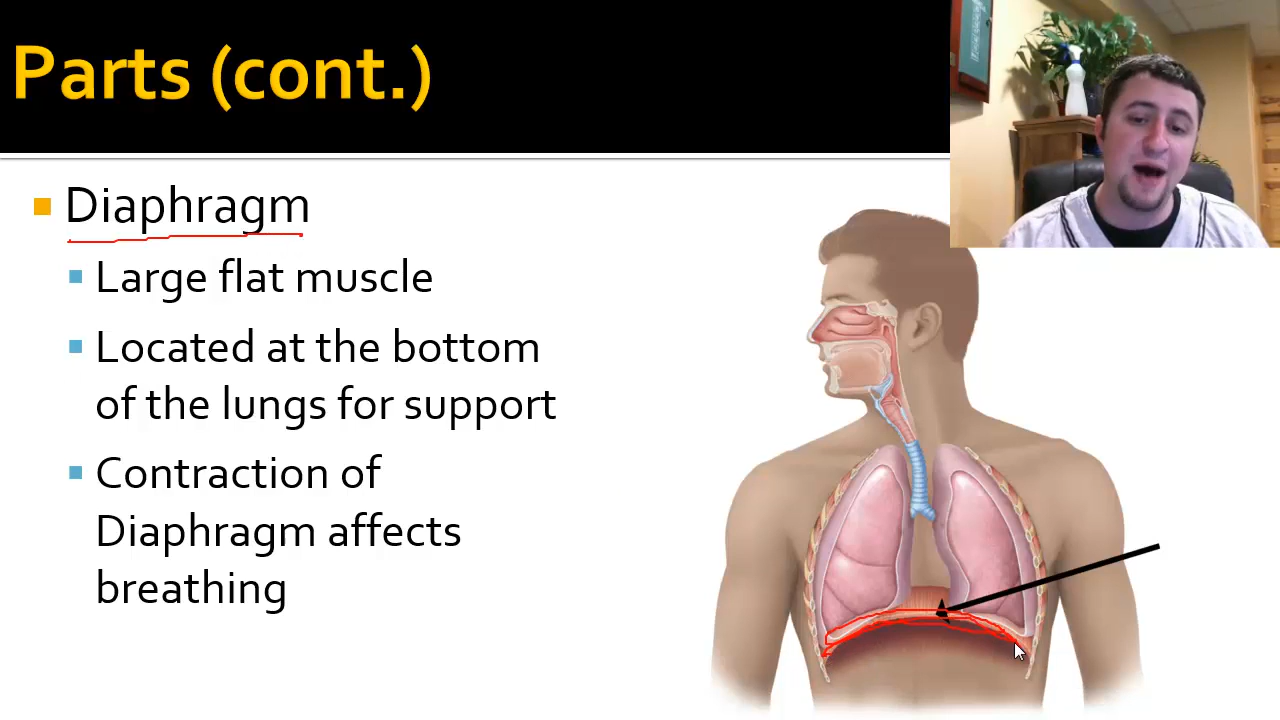 Parts (cont.)
Diaphragm
Large flat muscle
Located at the bottom
of the lungs for support
Contraction of
Diaphragm affects
breathing